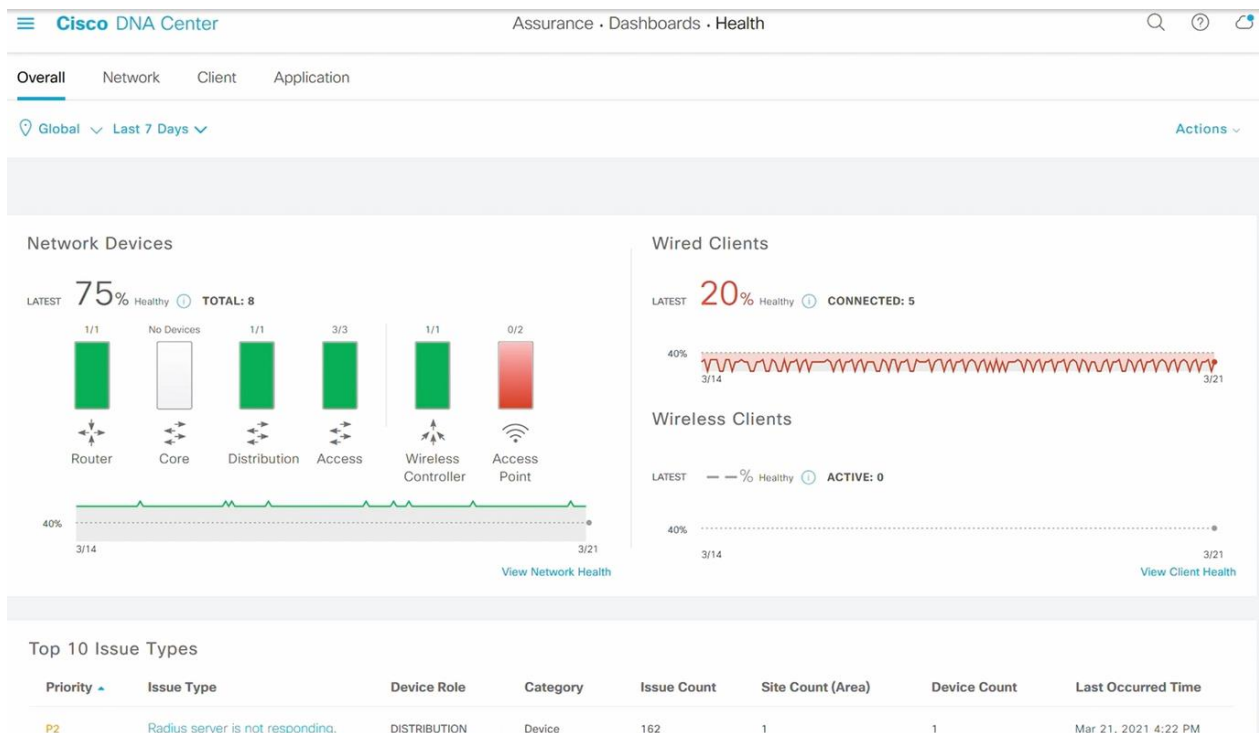 Cisco DNA Center
Assurance · Dashboards · Health
Overall Network Client Application
Global Last 7 Days
Actions
Network Devices
LATEST 75% Healthy TOTAL: 8
1/1 No Devices 1/1 3/3 1/1 0/2
Router Core Distribution Access Wireless Controller Access Point
40%
3/14 3/21
View Network Health
Wired Clients
LATEST 20% Healthy CONNECTED: 5
40%
3/14 3/21
Wireless Clients
LATEST – –% Healthy ACTIVE: 0
40%
3/14 3/21
View Client Health
Top 10 Issue Types
Priority Issue Type Device Role Category Issue Count Site Count (Area) Device Count Last Occurred Time
P2 Radius server is not responding. DISTRIBUTION Device 162 1 1 Mar 21, 2021 4:22 PM